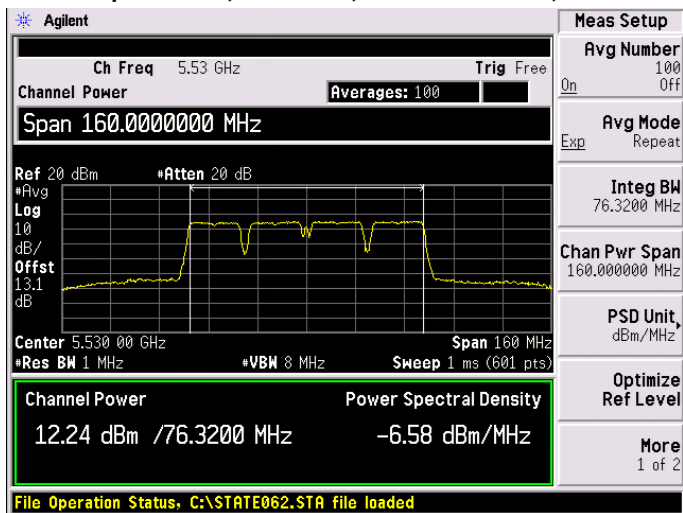 Agilent
Meas Setup
Ch Freq 5.53 GHz Trig Free
Channel Power Averages: 100
Span 160.0000000 MHz
Ref 20 dBm #Atten 20 dB
#Avg
Log
10
dB/
Offst
13.1
dB
Center 5.530 00 GHz Span 160 MHz
#Res BW 1 MHz #VBW 8 MHz Sweep 1 ms (601 pts)
Channel Power Power Spectral Density
12.24 dBm /76.3200 MHz -6.58 dBm/MHz
File Operation Status, C:\STATE062.STA file loaded
Avg Number
100
On Off
Avg Mode
Exp Repeat
Integ BW
76.3200 MHz
Chan Pwr Span
160.000000 MHz
PSD Unit
dBm/MHz
Optimize
Ref Level
More
1 of 2